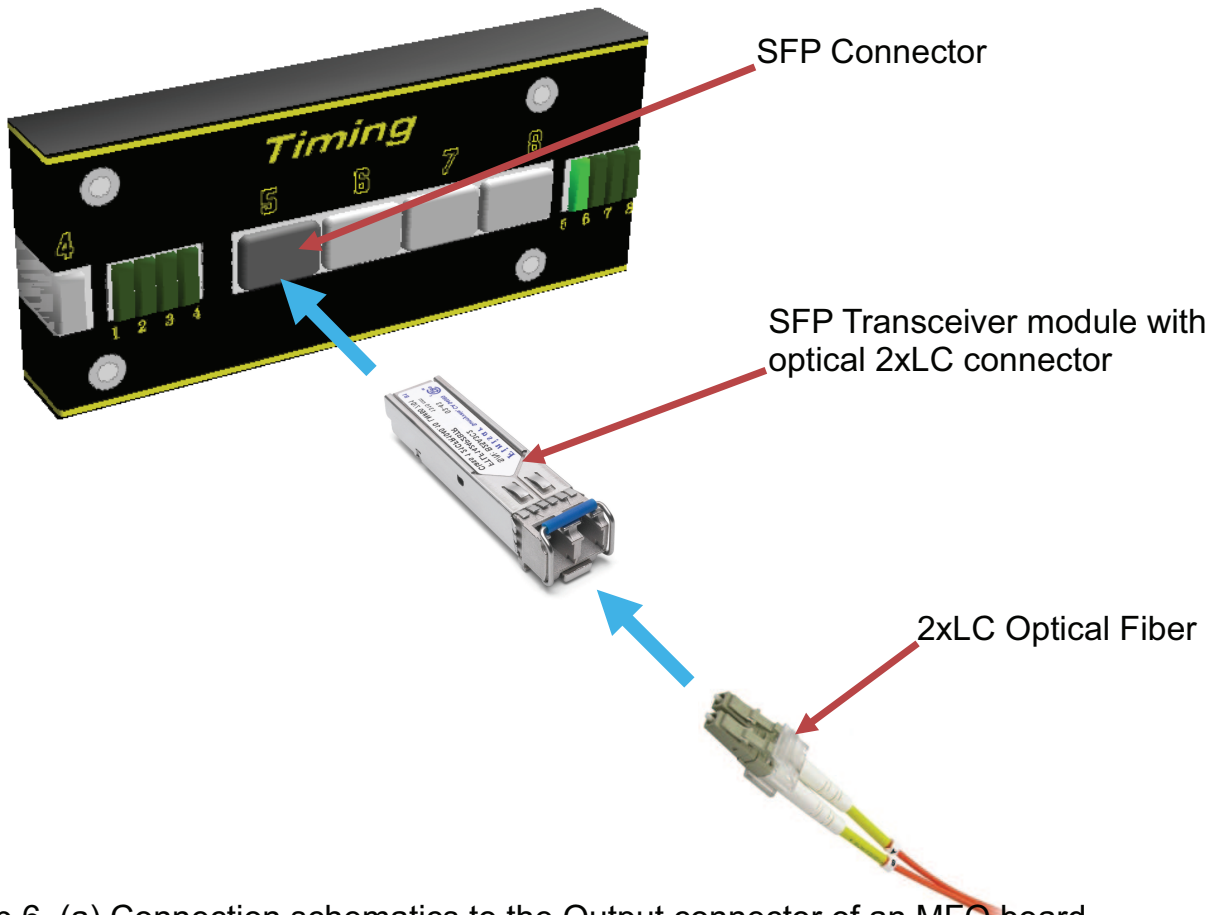 SFP Connector
Timing
5 6 7 8
4
5 6 7 8
1 2 3 4
SFP Transceiver module with
optical 2xLC connector
2xLC Optical Fiber
6. (a) Connection schematics to the Output connector of an MFO board